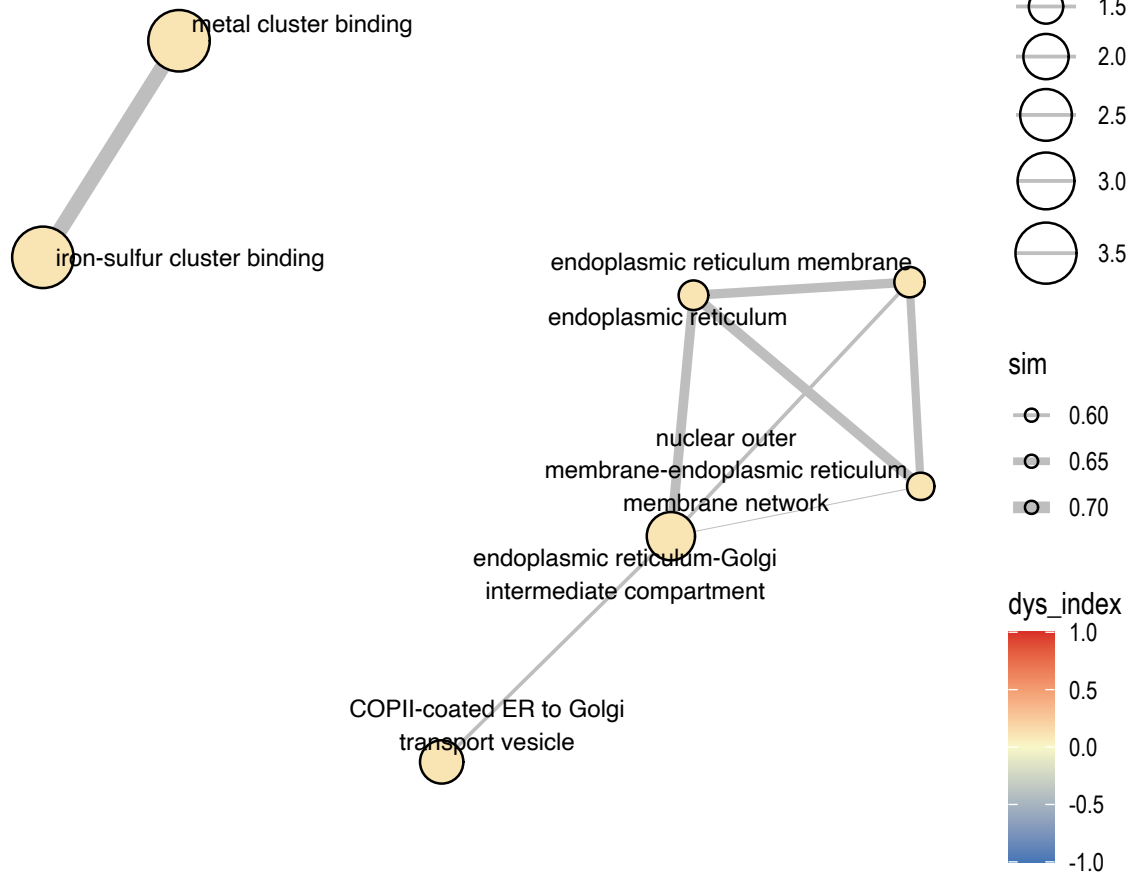 metal cluster binding
iron-sulfur cluster binding
endoplasmic reticulum membrane
endoplasmic reticulum
nuclear outer
membrane-endoplasmic reticulum
membrane network
endoplasmic reticulum-Golgi
intermediate compartment
COPII-coated ER to Golgi
transport vesicle
1.5
2.0
2.5
3.0
3.5
sim
0.60
0.65
0.70
dys_index
1.0
0.5
0.0
-0.5
-1.0